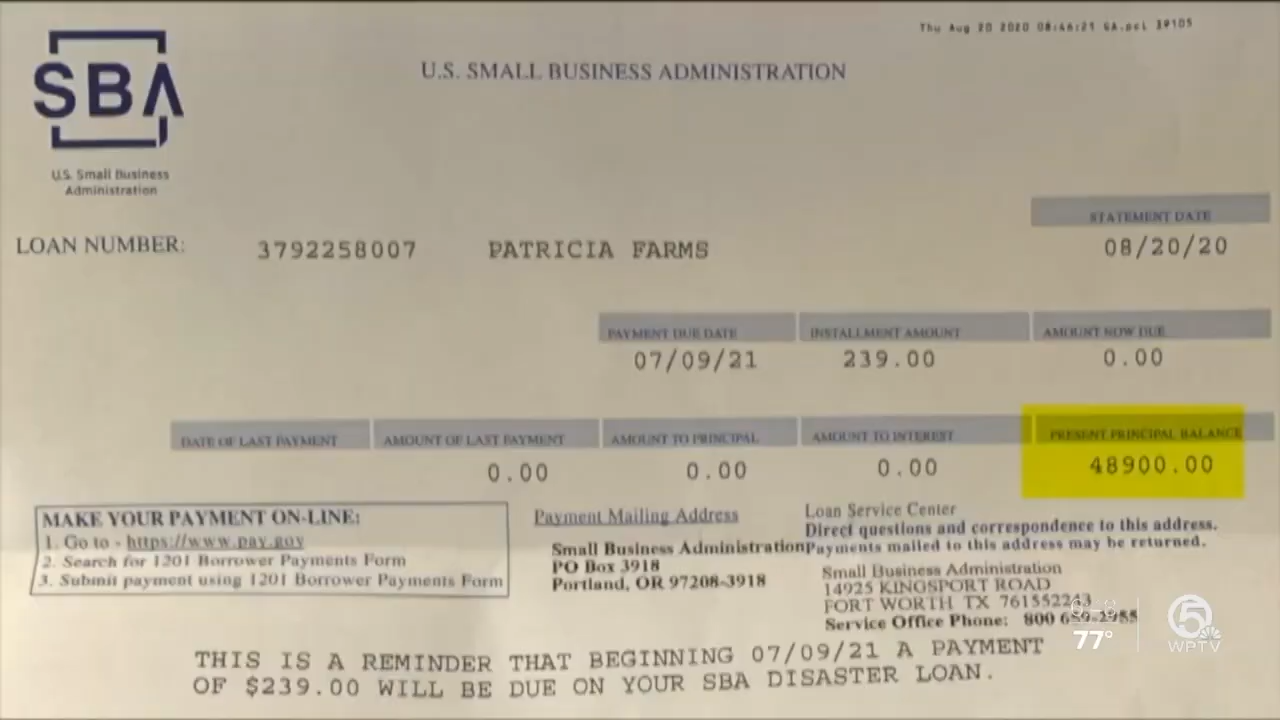 Thu Aug 20 2020 08:46:21
SBA
U.S. Small Business
Administration
U.S. SMALL BUSINESS ADMINISTRATION
STATEMENT DATE
LOAN NUMBER: 3792258007 PATRICIA FARMS 08/20/20
PAYMENT DUE DATE INSTALLMENT AMOUNT AMOUNT NOW DUE
07/09/21 239.00 0.00
DATE OF LAST PAYMENT AMOUNT OF LAST PAYMENT AMOUNT TO PRINCIPAL AMOUNT TO INTEREST PRESENT PRINCIPAL BALANCE
0.00 0.00 0.00 48900.00
MAKE YOUR PAYMENT ON-LINE:
1. Go to - https://www.pay.gov
2. Search for 1201 Borrower Payments Form
3. Submit payment using 1201 Borrower Payments Form
Payment Mailing Address
Small Business Administration
PO Box 3918
Portland, OR 97208-3918
Loan Service Center
Direct questions and correspondence to this address.
Payments mailed to this address may be returned.
Small Business Administration
14925 KINGSPORT ROAD
FORT WORTH TX 761552243
Service Office Phone: 800 659-2955
THIS IS A REMINDER THAT BEGINNING 07/09/21 A PAYMENT
OF $239.00 WILL BE DUE ON YOUR SBA DISASTER LOAN.
77°
5
WPTV